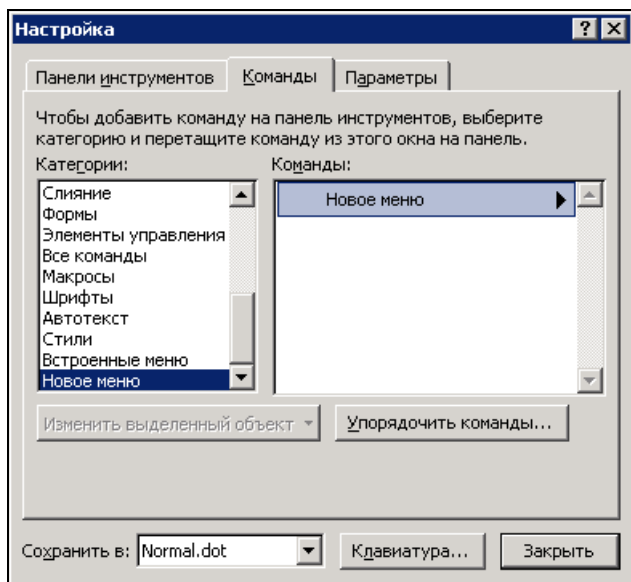 Настройка
Панели инструментов
Команды
Параметры
Чтобы добавить команду на панель инструментов, выберите
категорию и перетащите команду из этого окна на панель.
Категории:
Команды:
Слияние
Формы
Элементы управления
Все команды
Макросы
Шрифты
Автотекст
Стили
Встроенные меню
Новое меню
Новое меню
Изменить выделенный объект
Упорядочить команды...
Сохранить в:
Normal.dot
Клавиатура...
Закрыть